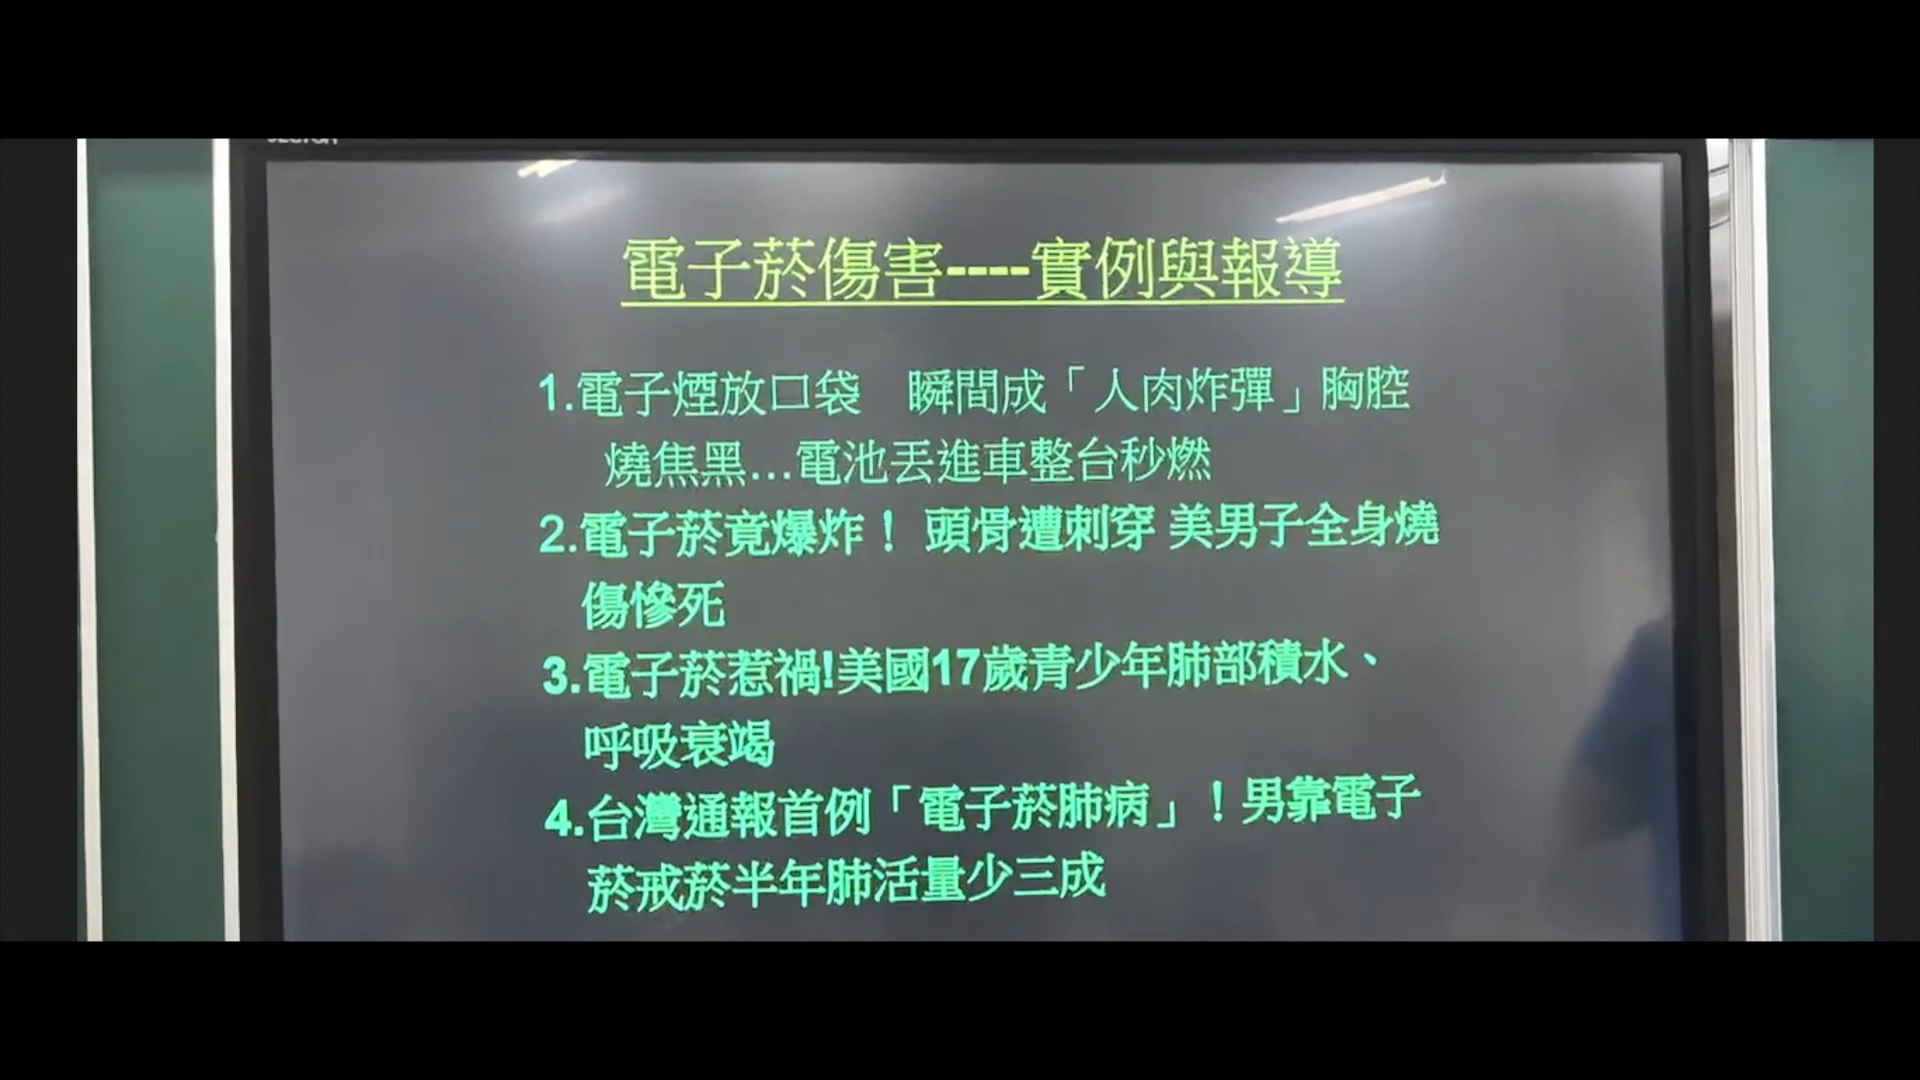 電子菸傷害----實例與報導
1.電子煙放口袋　瞬間成「人肉炸彈」胸腔
燒焦黑...電池丟進車整台秒燃
2.電子菸竟爆炸！ 頭骨遭刺穿 美男子全身燒
傷慘死
3.電子菸惹禍!美國17歲青少年肺部積水、
呼吸衰竭
4.台灣通報首例「電子菸肺病」！男靠電子
菸戒菸半年肺活量少三成